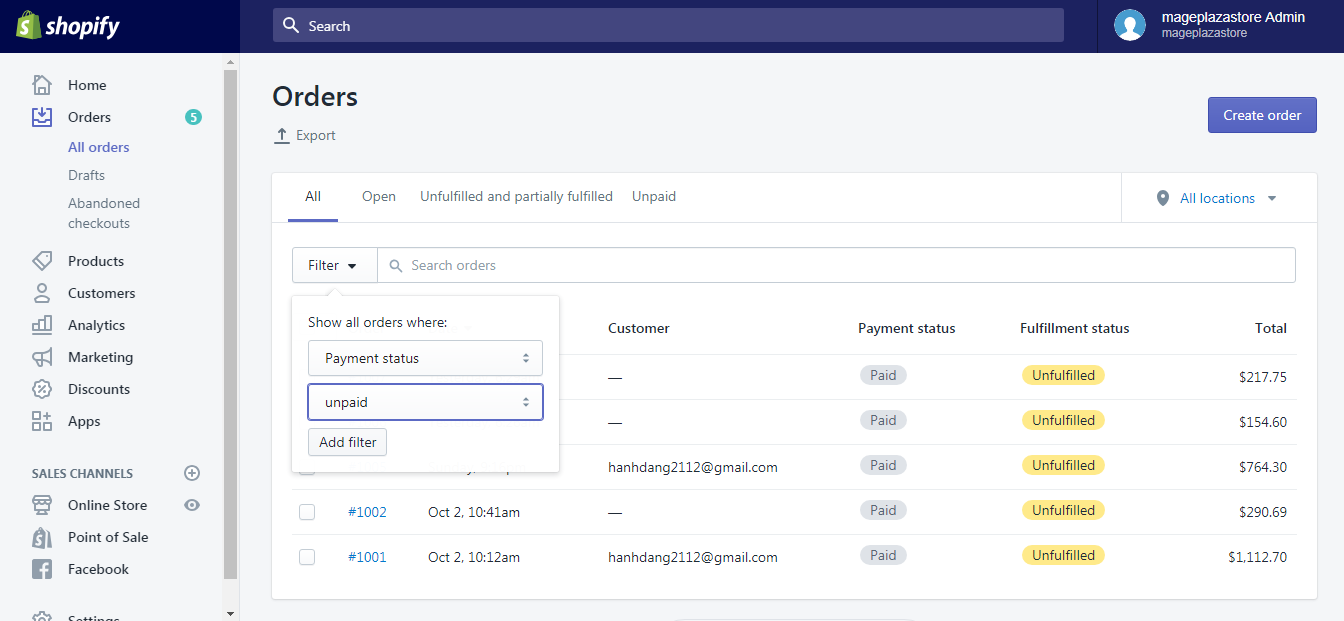 shopify
Search
mageplazastore Admin
mageplazastore
Home
Orders
5
All orders
Drafts
Abandoned
checkouts
Products
Customers
Analytics
Marketing
Discounts
Apps
SALES CHANNELS
Online Store
Point of Sale
Facebook
Settings
Orders
Export
Create order
All
Open
Unfulfilled and partially fulfilled
Unpaid
All locations
Filter
Search orders
Show all orders where:
Payment status
unpaid
Add filter
Customer Payment status Fulfillment status Total
— Paid Unfulfilled $217.75
— Paid Unfulfilled $154.60
hanhdang2112@gmail.com Paid Unfulfilled $764.30
#1002 Oct 2, 10:41am — Paid Unfulfilled $290.69
#1001 Oct 2, 10:12am hanhdang2112@gmail.com Paid Unfulfilled $1,112.70